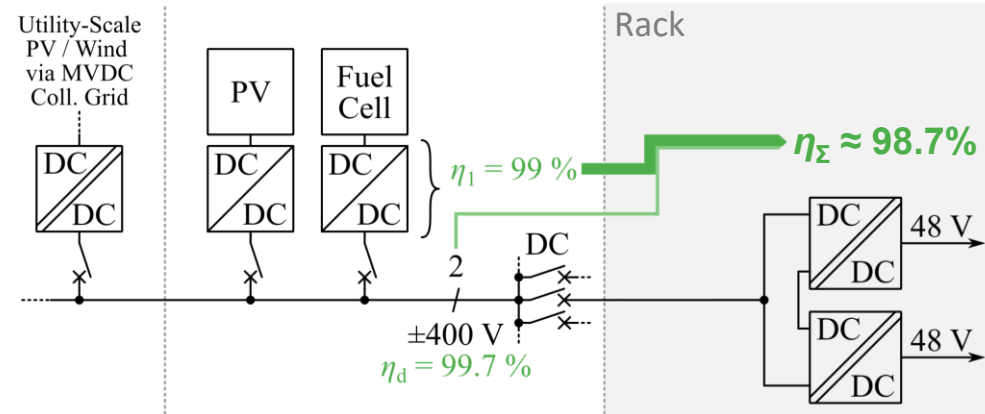 Utility-Scale
PV / Wind
via MVDC
Coll. Grid
DC
DC
PV
DC
DC
Fuel
Cell
DC
DC
η1 = 99 %
2
±400 V
ηd = 99.7 %
DC
Rack
ηΣ ≈ 98.7%
DC
DC
48 V
DC
DC
48 V